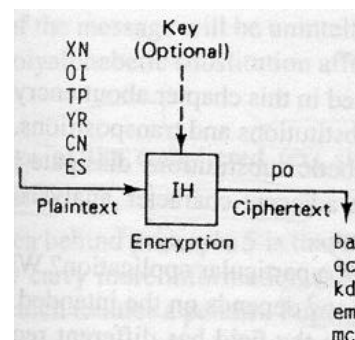 Key
(Optional)
XN
OI
TP
YR
CN
ES
IH
po
Plaintext
Ciphertext
Encryption
ba
qc
kd
em
mc